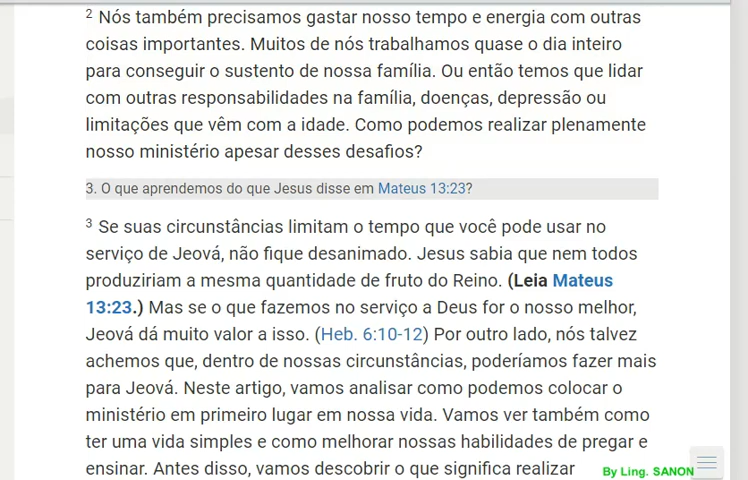 ² Nós também precisamos gastar nosso tempo e energia com outras
coisas importantes. Muitos de nós trabalhamos quase o dia inteiro
para conseguir o sustento de nossa família. Ou então temos que lidar
com outras responsabilidades na família, doenças, depressão ou
limitações que vêm com a idade. Como podemos realizar plenamente
nosso ministério apesar desses desafios?
3. O que aprendemos do que Jesus disse em Mateus 13:23?
³ Se suas circunstâncias limitam o tempo que você pode usar no
serviço de Jeová, não fique desanimado. Jesus sabia que nem todos
produziriam a mesma quantidade de fruto do Reino. (Leia Mateus
13:23.) Mas se o que fazemos no serviço a Deus for o nosso melhor,
Jeová dá muito valor a isso. (Heb. 6:10-12) Por outro lado, nós talvez
achemos que, dentro de nossas circunstâncias, poderíamos fazer mais
para Jeová. Neste artigo, vamos analisar como podemos colocar o
ministério em primeiro lugar em nossa vida. Vamos ver também como
ter uma vida simples e como melhorar nossas habilidades de pregar e
ensinar. Antes disso, vamos descobrir o que significa realizar
By Ling. SANON